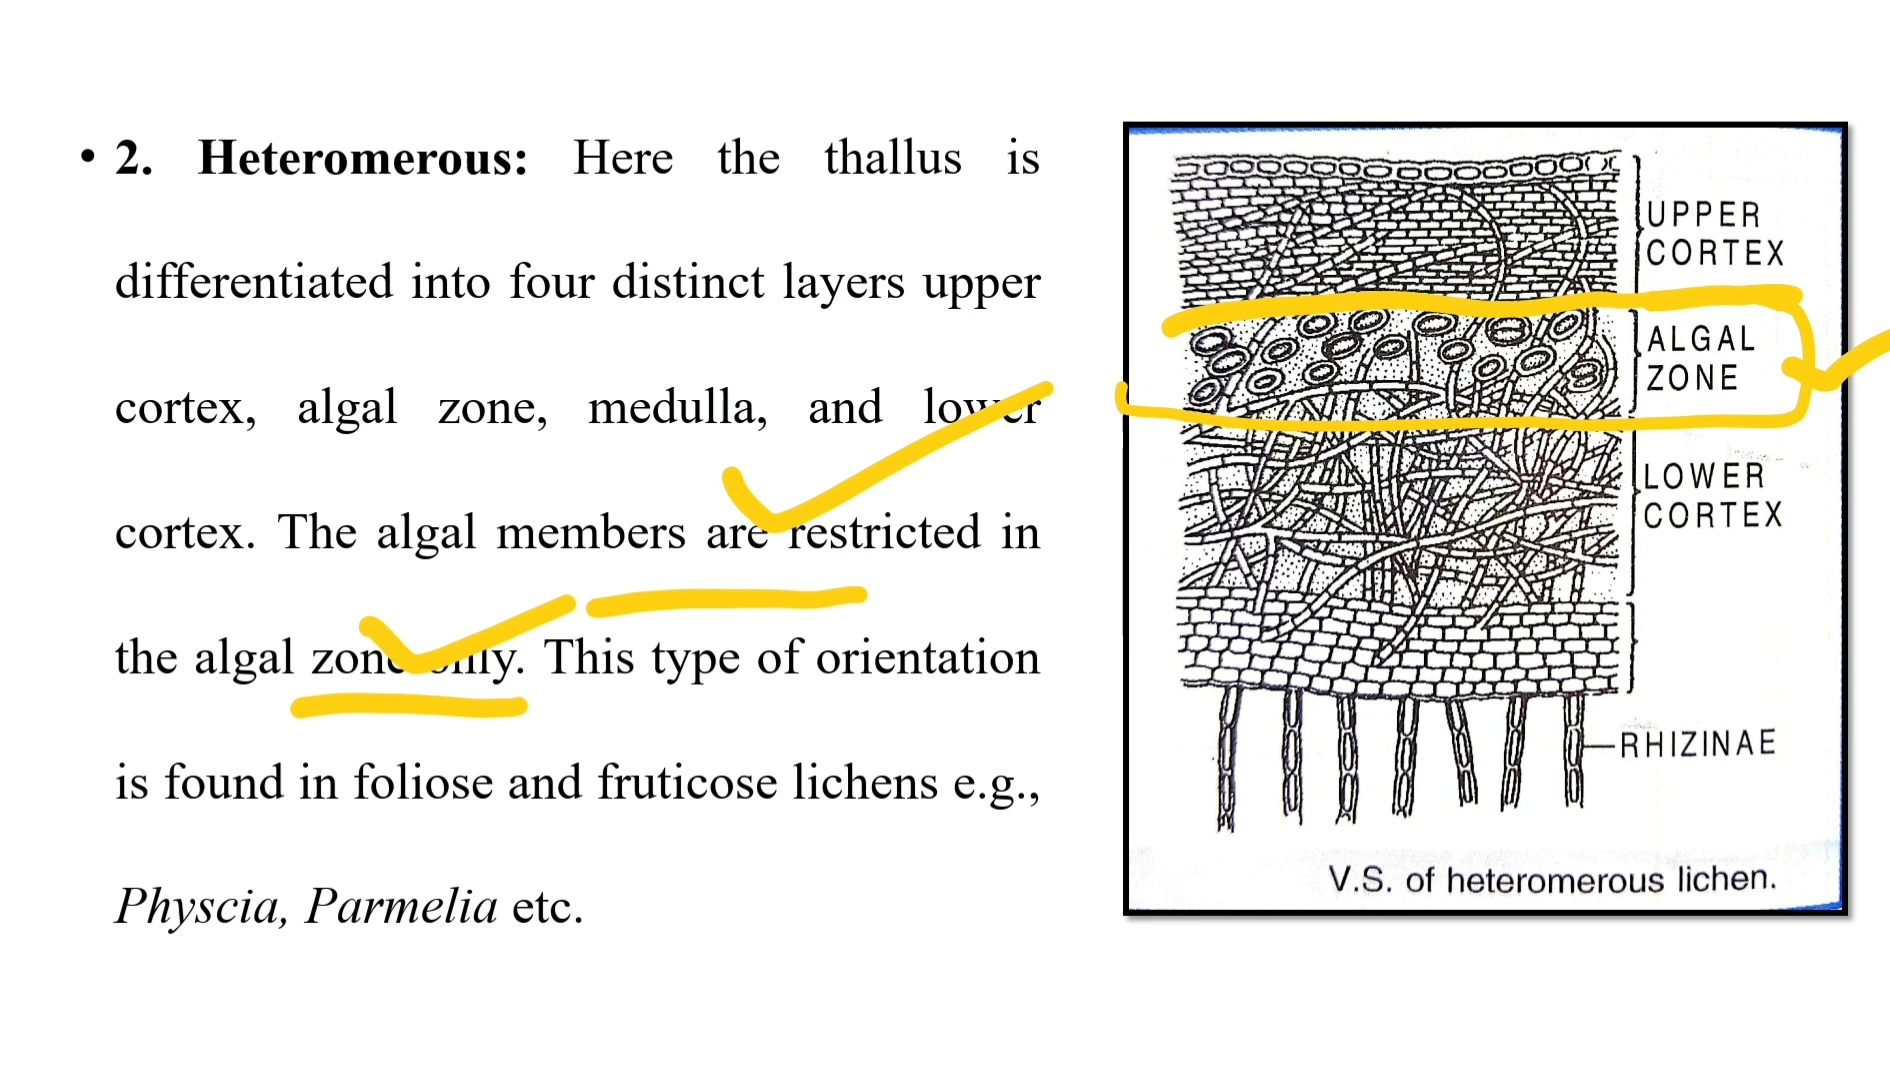 • 2. Heteromerous: Here the thallus is
differentiated into four distinct layers upper
cortex, algal zone, medulla, and lower
cortex. The algal members are restricted in
the algal zone only. This type of orientation
is found in foliose and fruticose lichens e.g.,
Physcia, Parmelia etc.
UPPER
CORTEX
ALGAL
ZONE
LOWER
CORTEX
RHIZINAE
V.S. of heteromerous lichen.